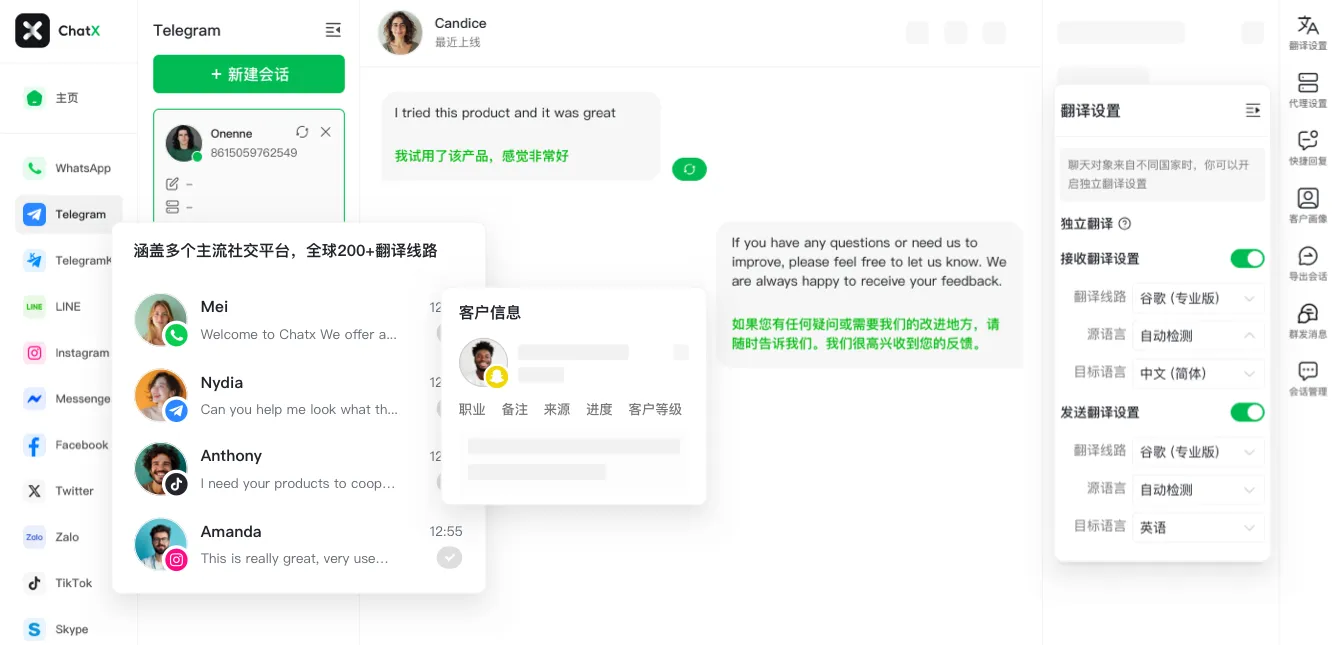 ChatX
主页
WhatsApp
Telegram
TelegramK
LINE
LINE
Instagram
Messenge
Facebook
Twitter
Zalo
Zalo
TikTok
Skype
Telegram
+ 新建会话
Onenne
8615059762549
–
–
Candice
最近上线
I tried this product and it was great
我试用了该产品，感觉非常好
If you have any questions or need us to
improve, please feel free to let us know. We
are always happy to receive your feedback.
如果您有任何疑问或需要我们的改进地方，请
随时告诉我们。我们很高兴收到您的反馈。
涵盖多个主流社交平台，全球200+翻译线路
Mei
12
Welcome to Chatx We offer a...
Nydia
12
Can you help me look what th...
Anthony
12
I need your products to coop...
Amanda
12:55
This is really great, very use...
客户信息
职业 备注 来源 进度 客户等级
翻译设置
聊天对象来自不同国家时，你可以开
启独立翻译设置
独立翻译
接收翻译设置
翻译线路 谷歌 (专业版)
源语言 自动检测
目标语言 中文 (简体)
发送翻译设置
翻译线路 谷歌 (专业版)
源语言 自动检测
目标语言 英语
翻译设置
代理设置
快捷回复
客户画像
导出会话
群发消息
会话管理